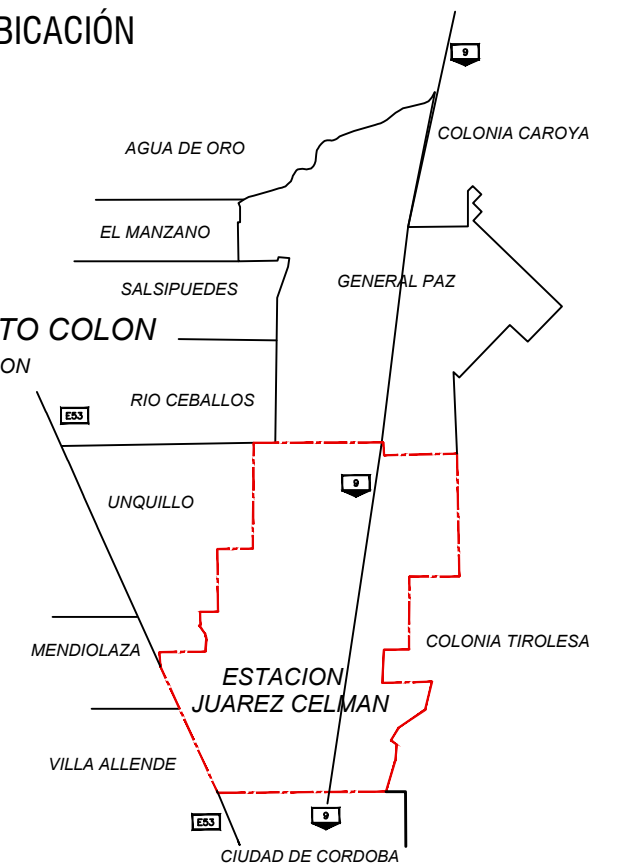 BICACIÓN
9
COLONIA CAROYA
AGUA DE ORO
EL MANZANO
GENERAL PAZ
SALSIPUEDES
TO COLON
ON
RIO CEBALLOS
E53
9
UNQUILLO
COLONIA TIROLESA
MENDIOLAZA
ESTACION
JUAREZ CELMAN
VILLA ALLENDE
E53
9
CIUDAD DE CORDOBA